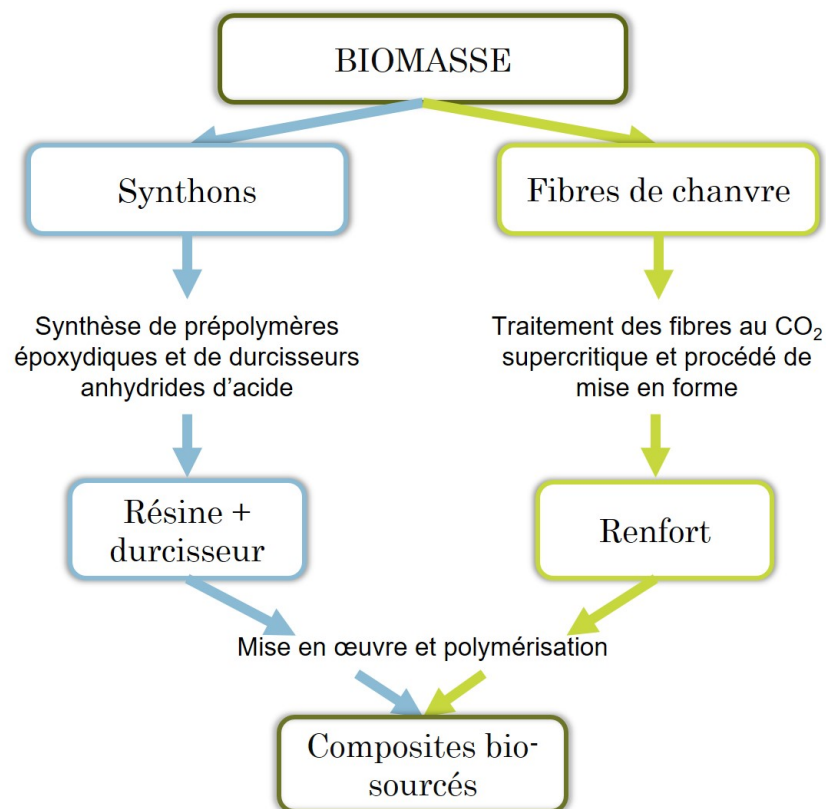 BIOMASSE
Synthons
Fibres de chanvre
Synthèse de prépolymères
époxydiques et de durcisseurs
anhydrides d'acide
Traitement des fibres au CO₂
supercritique et procédé de
mise en forme
Résine +
durcisseur
Renfort
Mise en œuvre et polymérisation
Composites bio-
sourcés